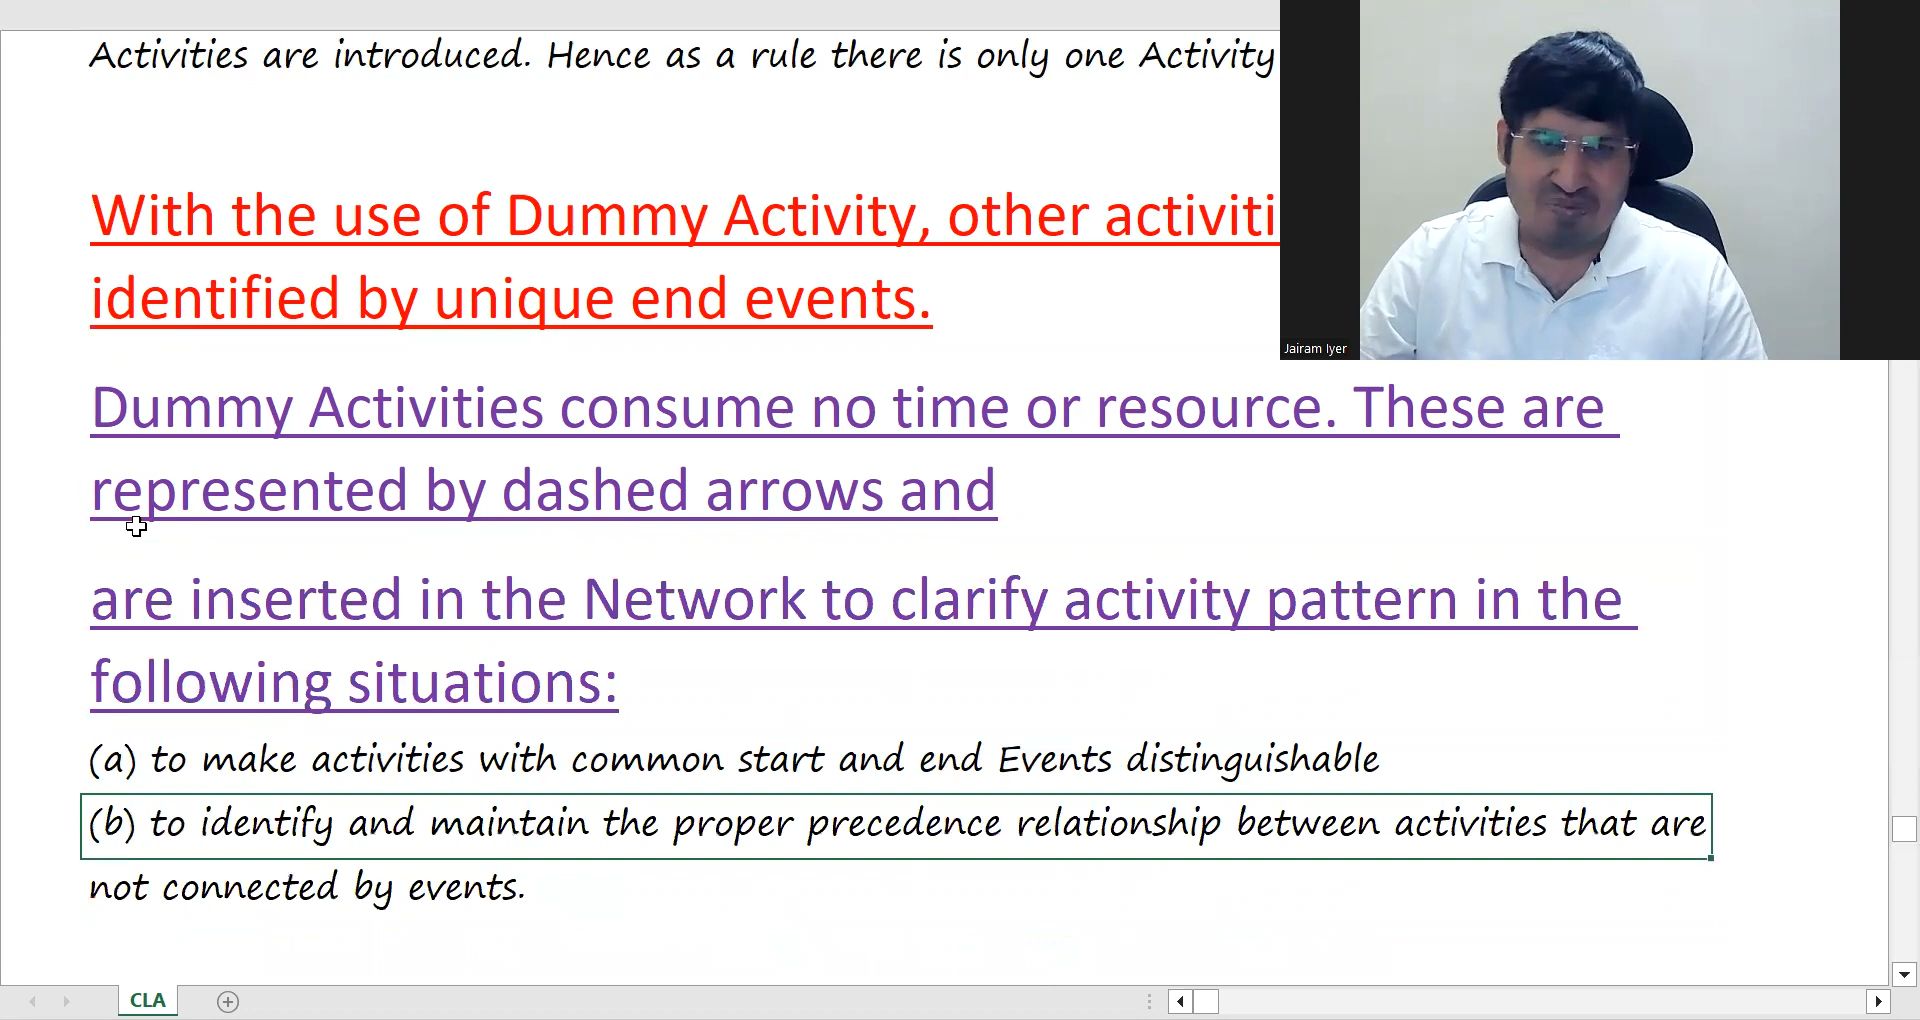 Activities are introduced. Hence as a rule there is only one Activity
With the use of Dummy Activity, other activiti
identified by unique end events.
Jairam Iyer
Dummy Activities consume no time or resource. These are
represented by dashed arrows and
are inserted in the Network to clarify activity pattern in the
following situations:
(a) to make activities with common start and end Events distinguishable
(b) to identify and maintain the proper precedence relationship between activities that are
not connected by events.
CLA